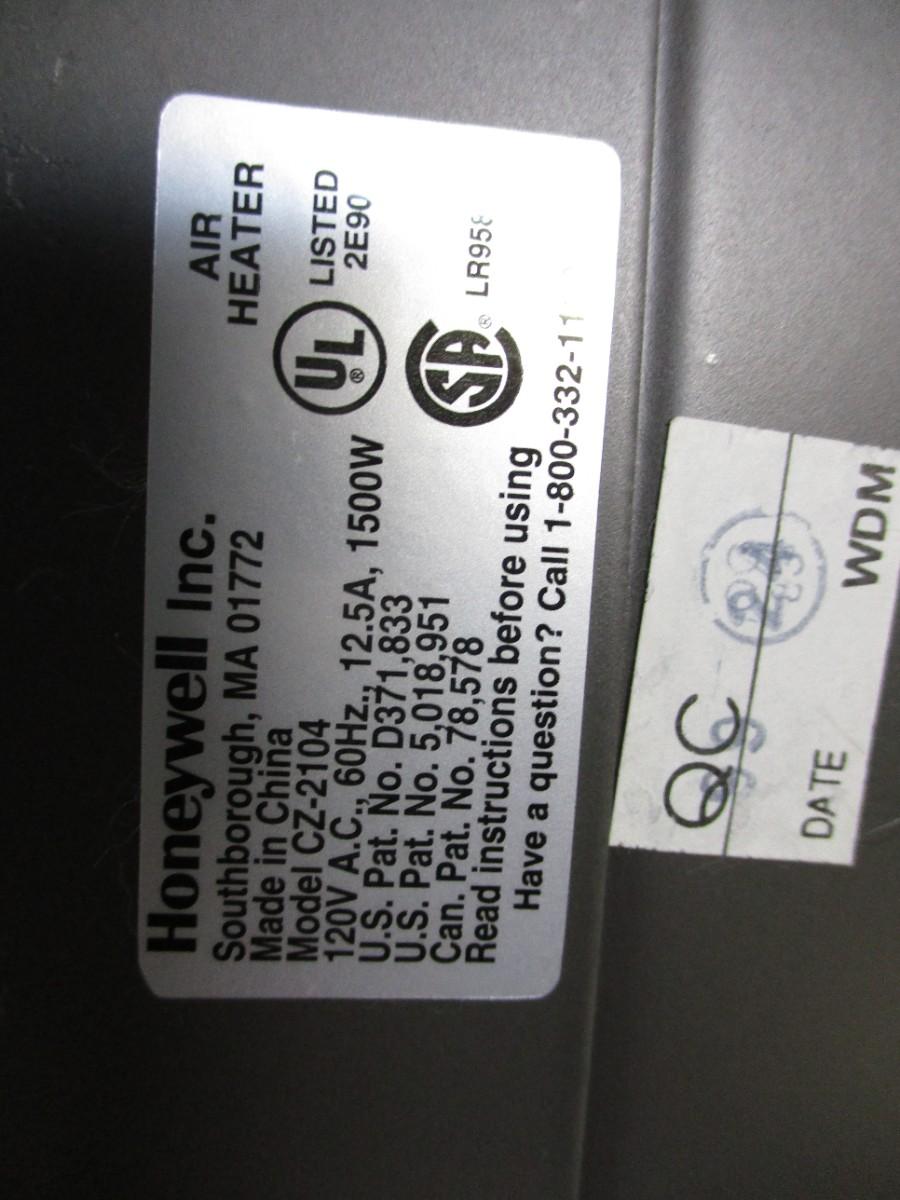 Honeywell Inc.
Southborough, MA 01772
Made in China
Model CZ-2104
120V A.C., 60Hz., 12.5A, 1500W
U.S. Pat. No. D371,833
U.S. Pat. No. 5,018,951
Can. Pat. No. 78,578
Read instructions before using
Have a question? Call 1-800-332-11
AIR
HEATER
UL®
LISTED
2E90
SA®
QC
DATE
WDM